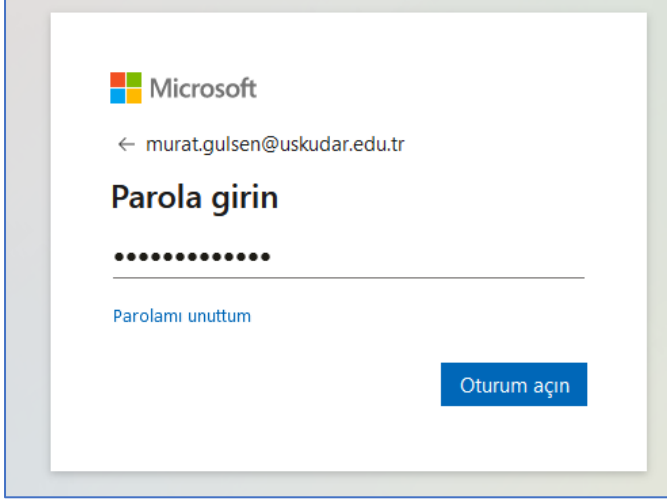 Microsoft
← murat.gulsen@uskudar.edu.tr
Parola girin
•••••••••••••
Parolamı unuttum
Oturum açın